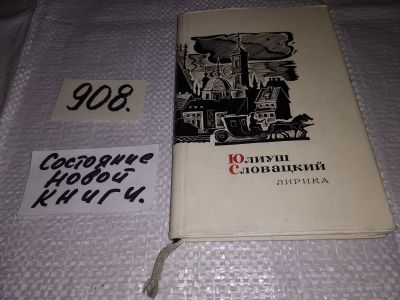 908.
Состояние
новой
книги.
Юлиуш
Словацкий
ЛИРИКА